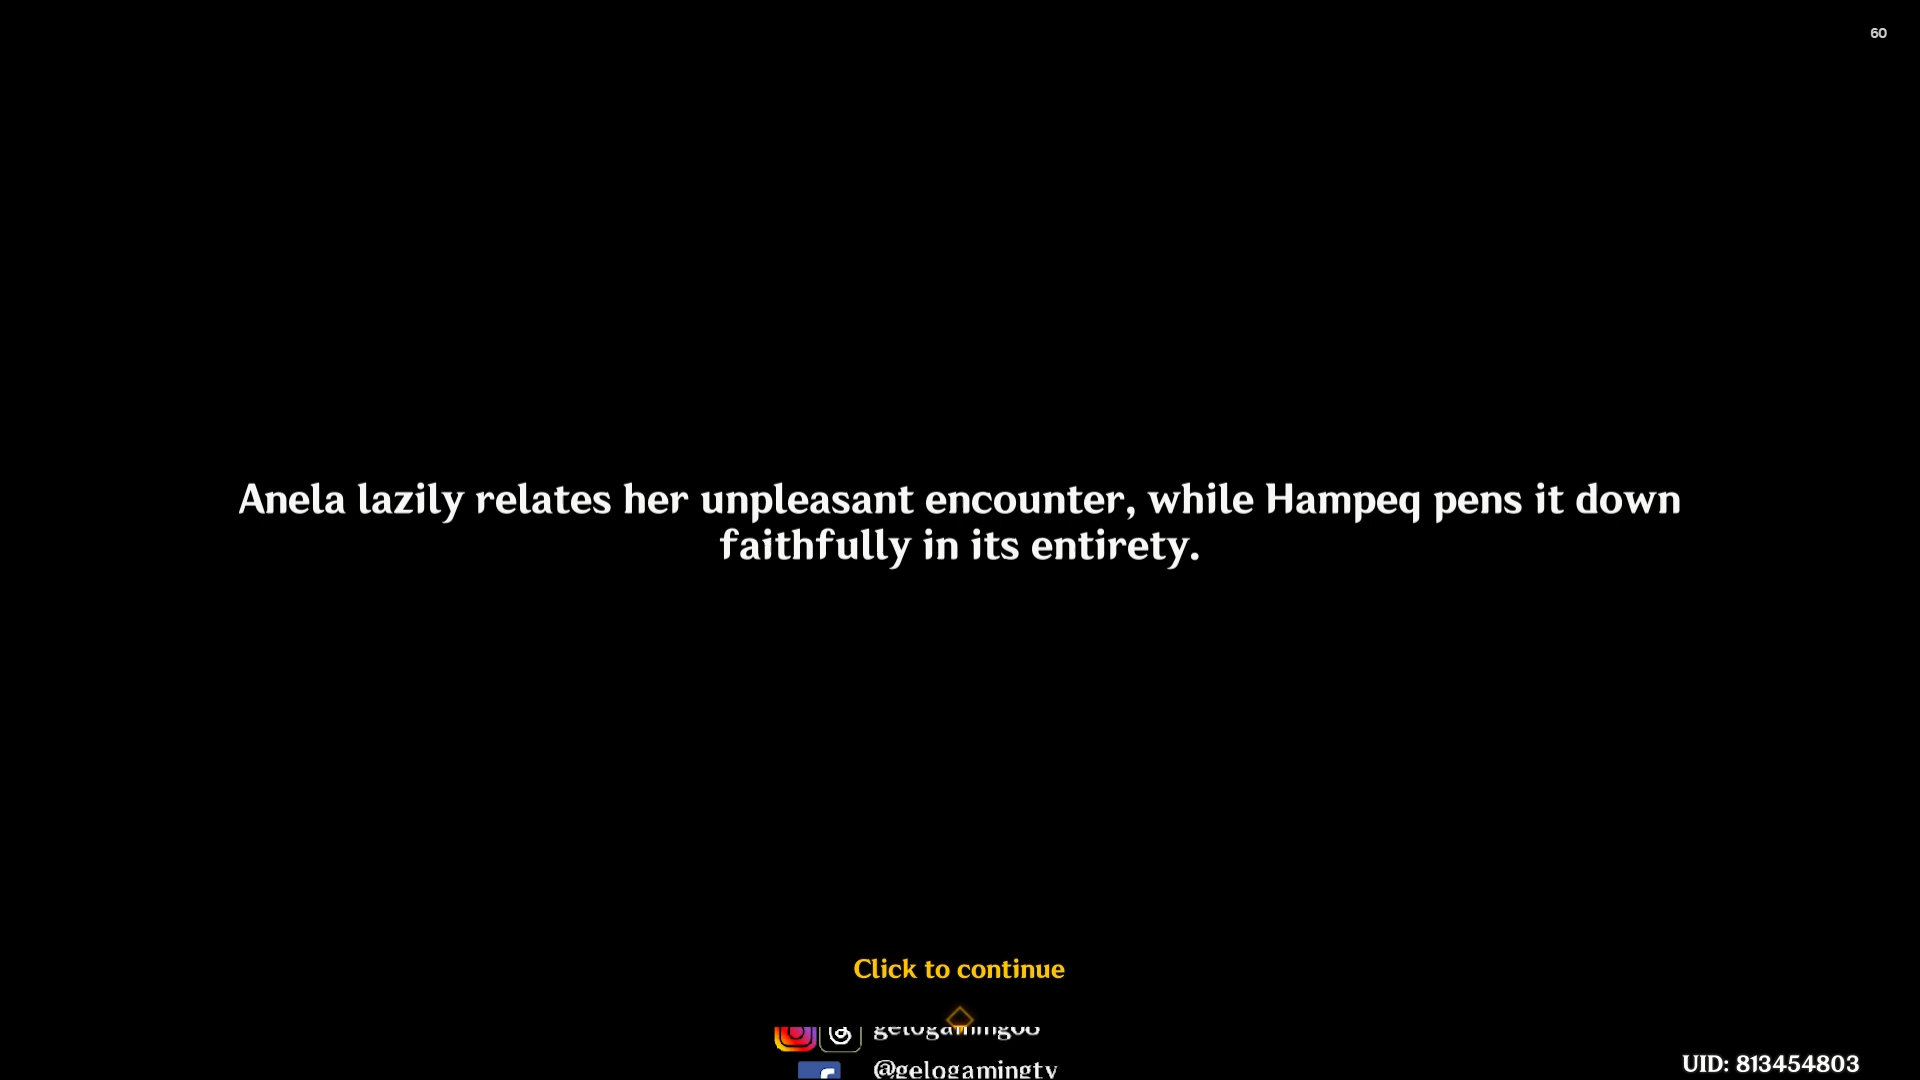 60
Anela lazily relates her unpleasant encounter, while Hampeq pens it down
faithfully in its entirety.
Click to continue
@gelogamingtv
UID: 813454803